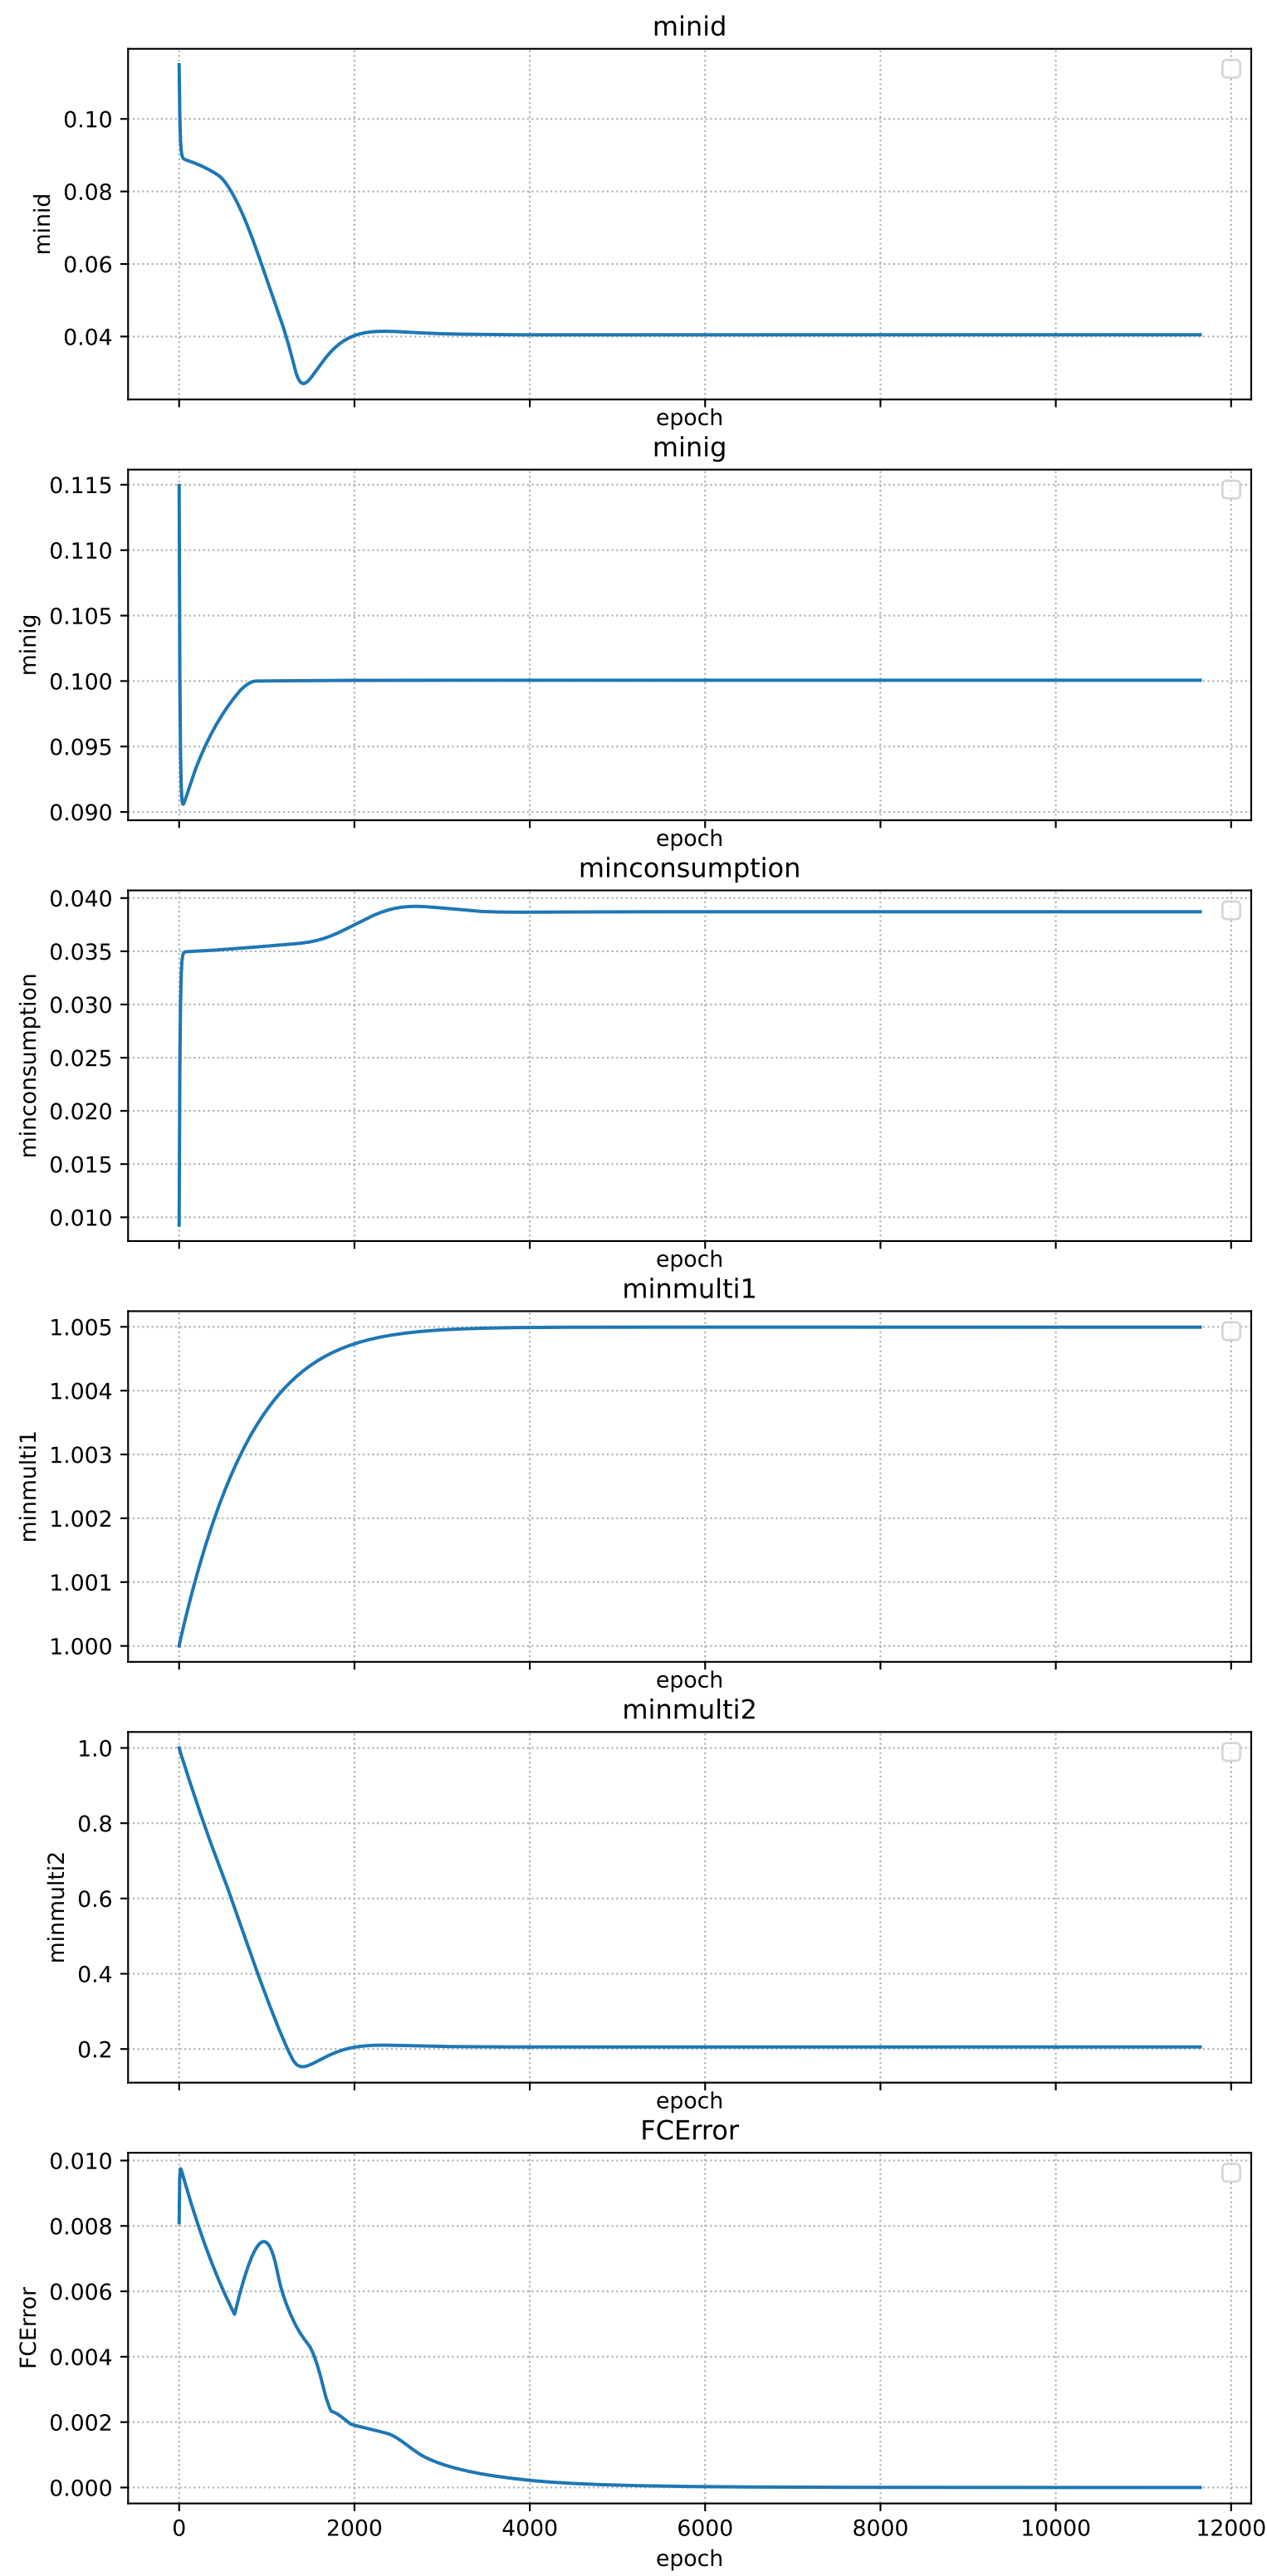 minid
0.10
0.08
0.06
0.04
minid
epoch
minig
0.115
0.110
0.105
0.100
0.095
0.090
minig
epoch
minconsumption
0.040
0.035
0.030
0.025
0.020
0.015
0.010
minconsumption
epoch
minmulti1
1.005
1.004
1.003
1.002
1.001
1.000
minmulti1
epoch
minmulti2
1.0
0.8
0.6
0.4
0.2
minmulti2
epoch
FCError
0.010
0.008
0.006
0.004
0.002
0.000
FCError
0 2000 4000 6000 8000 10000 12000
epoch